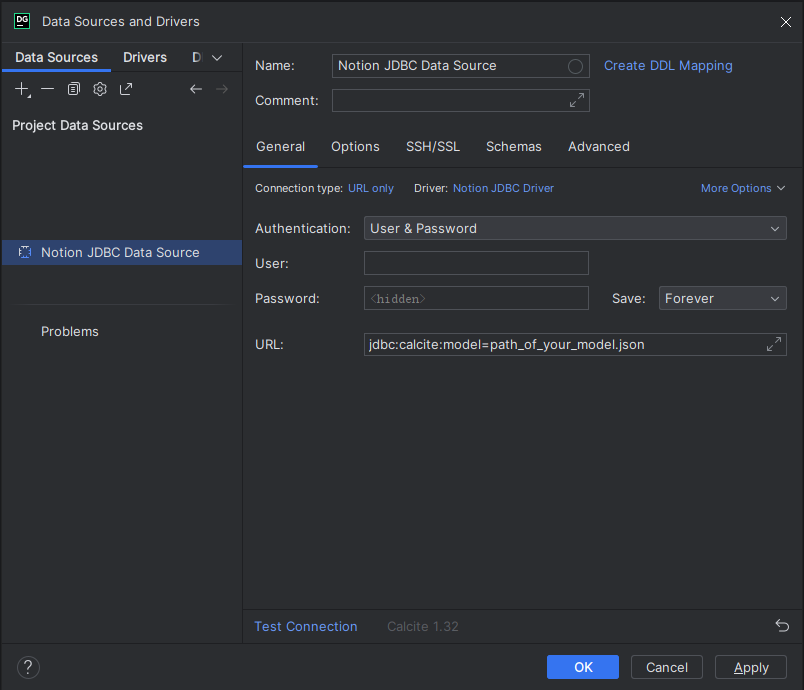 DG Data Sources and Drivers
Data Sources Drivers D
Project Data Sources
Notion JDBC Data Source
Problems
Name: Notion JDBC Data Source Create DDL Mapping
Comment:
General Options SSH/SSL Schemas Advanced
Connection type: URL only Driver: Notion JDBC Driver More Options
Authentication: User & Password
User:
Password: <hidden> Save: Forever
URL: jdbc:calcite:model=path_of_your_model.json
Test Connection Calcite 1.32
? OK Cancel Apply